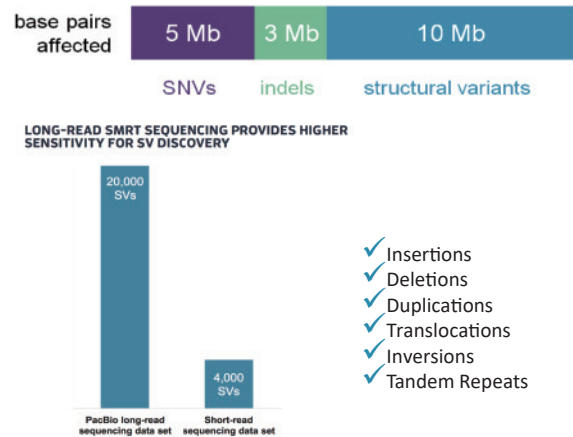 base pairs
affected
5 Mb
3 Mb
10 Mb
SNVs
indels
structural variants
LONG-READ SMRT SEQUENCING PROVIDES HIGHER
SENSITIVITY FOR SV DISCOVERY
20,000
SVs
4,000
SVs
PacBio long-read
sequencing data set
Short-read
sequencing data set
Insertions
Deletions
Duplications
Translocations
Inversions
Tandem Repeats